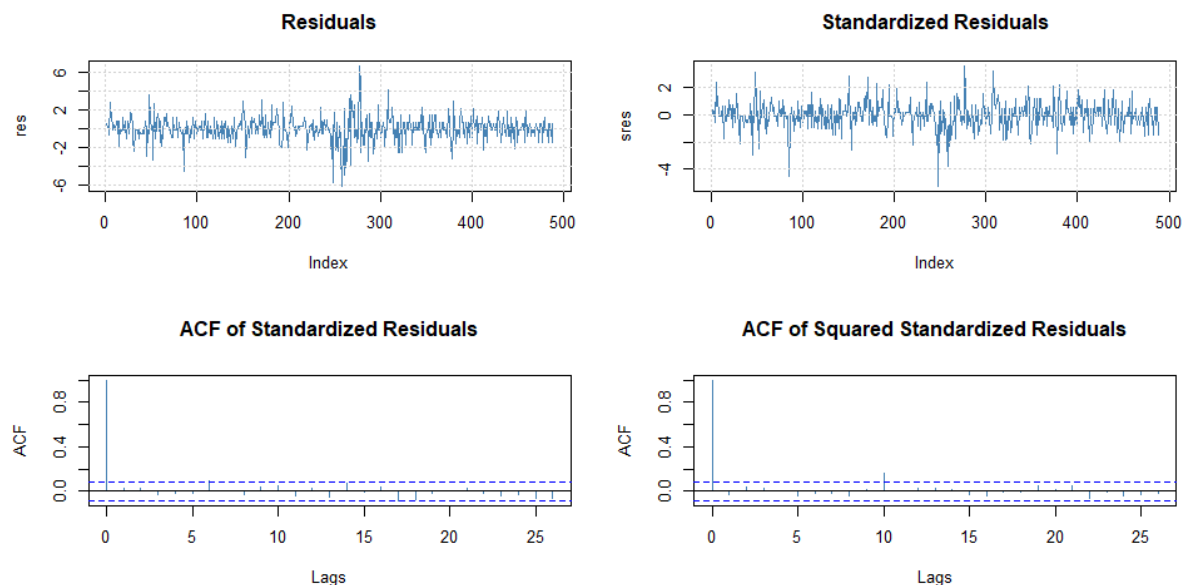 Residuals
res
6
2
-2
-6
0 100 200 300 400 500
Index
Standardized Residuals
sres
2
0
-4
0 100 200 300 400 500
Index
ACF of Standardized Residuals
ACF
0.8
0.4
0.0
0 5 10 15 20 25
Lags
ACF of Squared Standardized Residuals
ACF
0.8
0.4
0.0
0 5 10 15 20 25
Lags